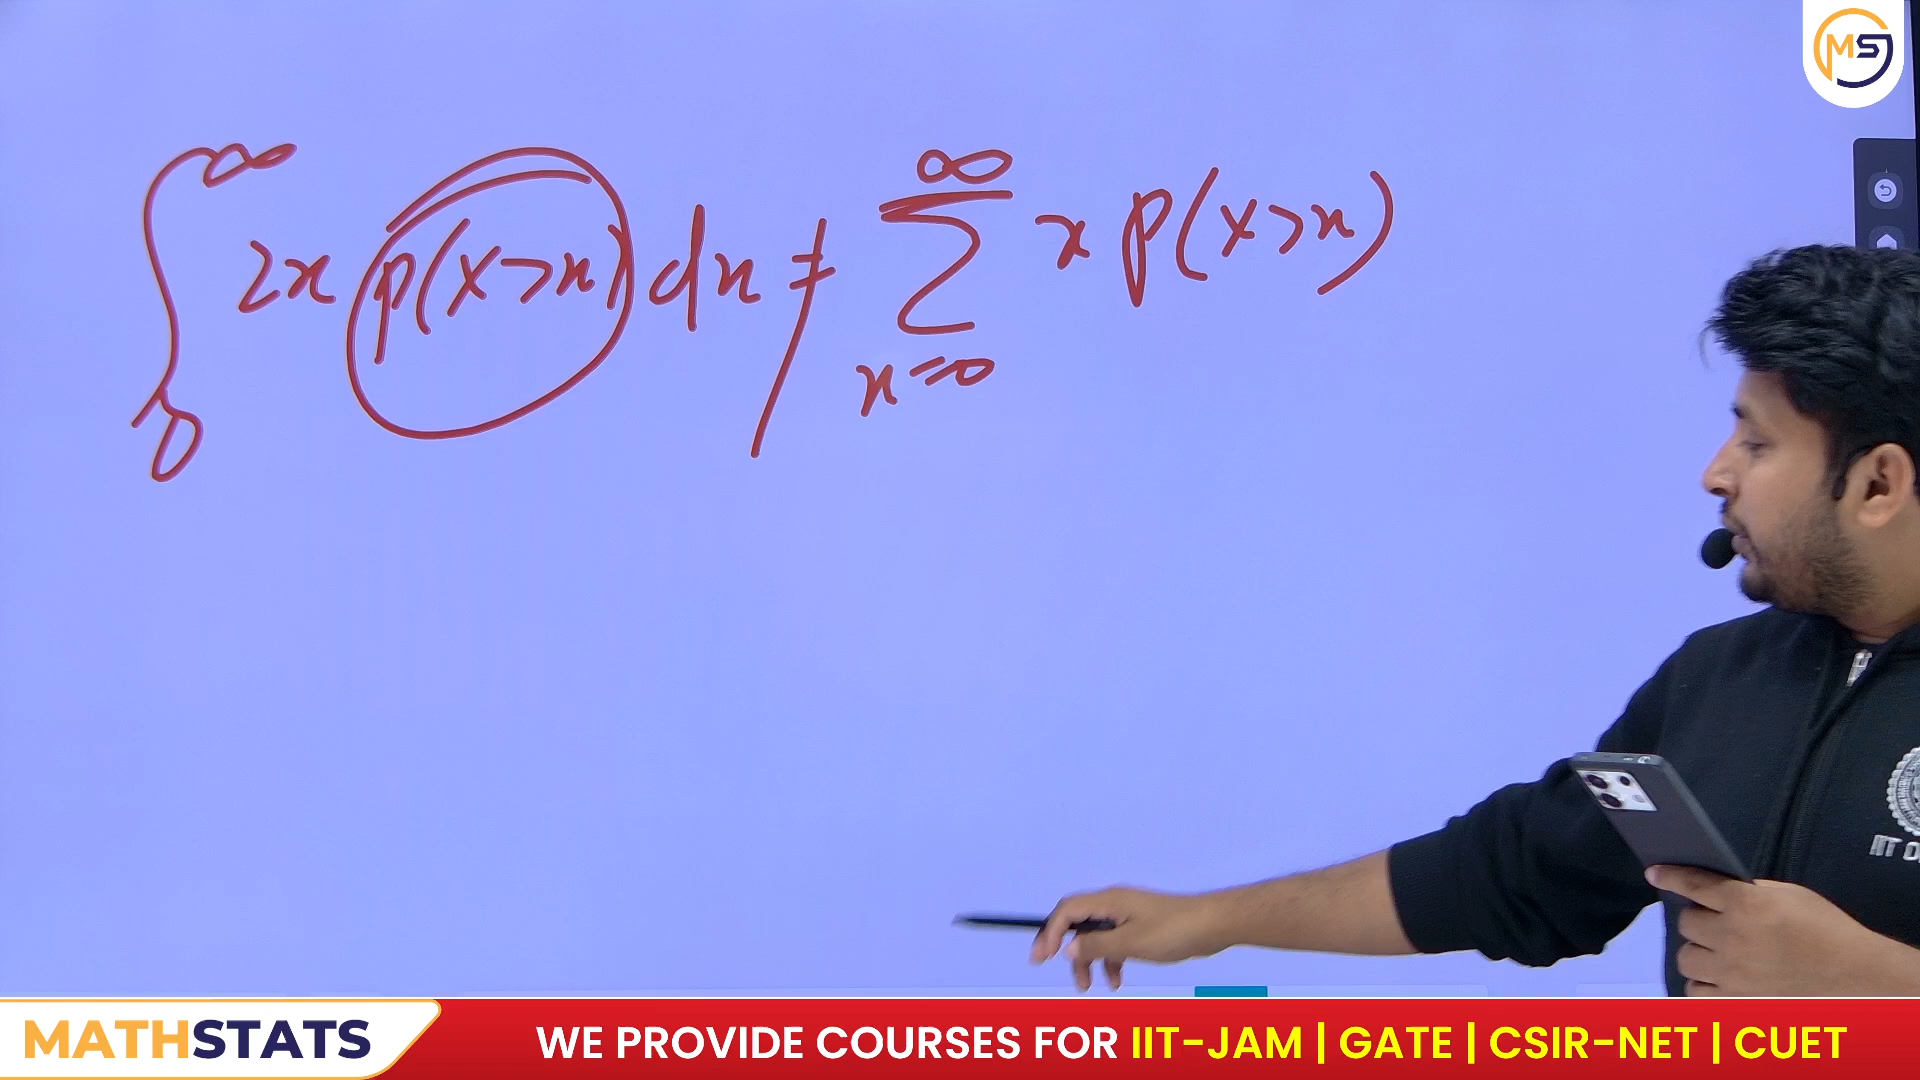 MS
∫₀^∞ 2x P(X>x) dx ≠ ∑_{x=0}^∞ x P(X>x)
IIT
MATHSTATS
WE PROVIDE COURSES FOR IIT-JAM | GATE | CSIR-NET | CUET